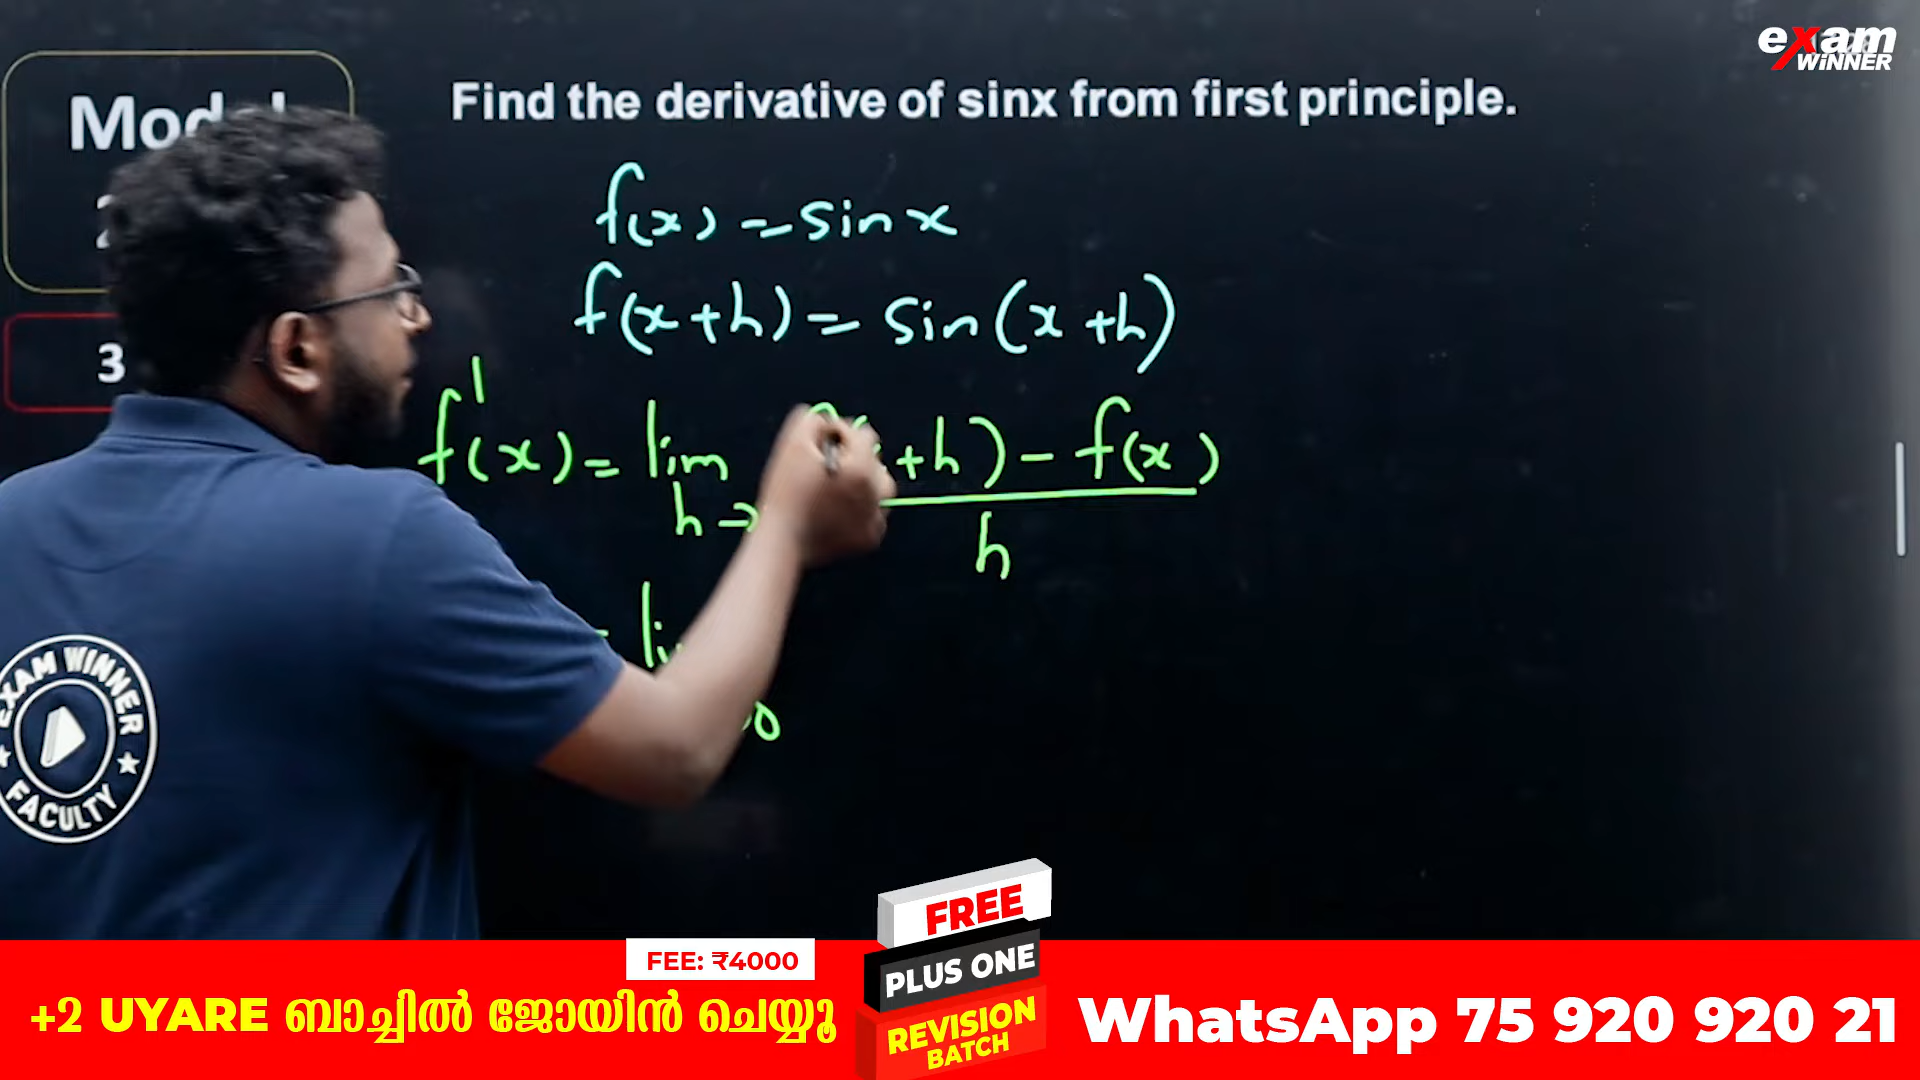 exam
WiNNER
Find the derivative of sinx from first principle.
f(x) = sin x
f(x+h) = sin(x+h)
f'(x) = lim +h) - f(x)
h→
h
3
EXAM WINNER
FACULTY
FEE: ₹4000
+2 UYARE ബാച്ചിൽ ജോയിൻ ചെയ്യൂ
FREE
PLUS ONE
REVISION
BATCH
WhatsApp 75 920 920 21